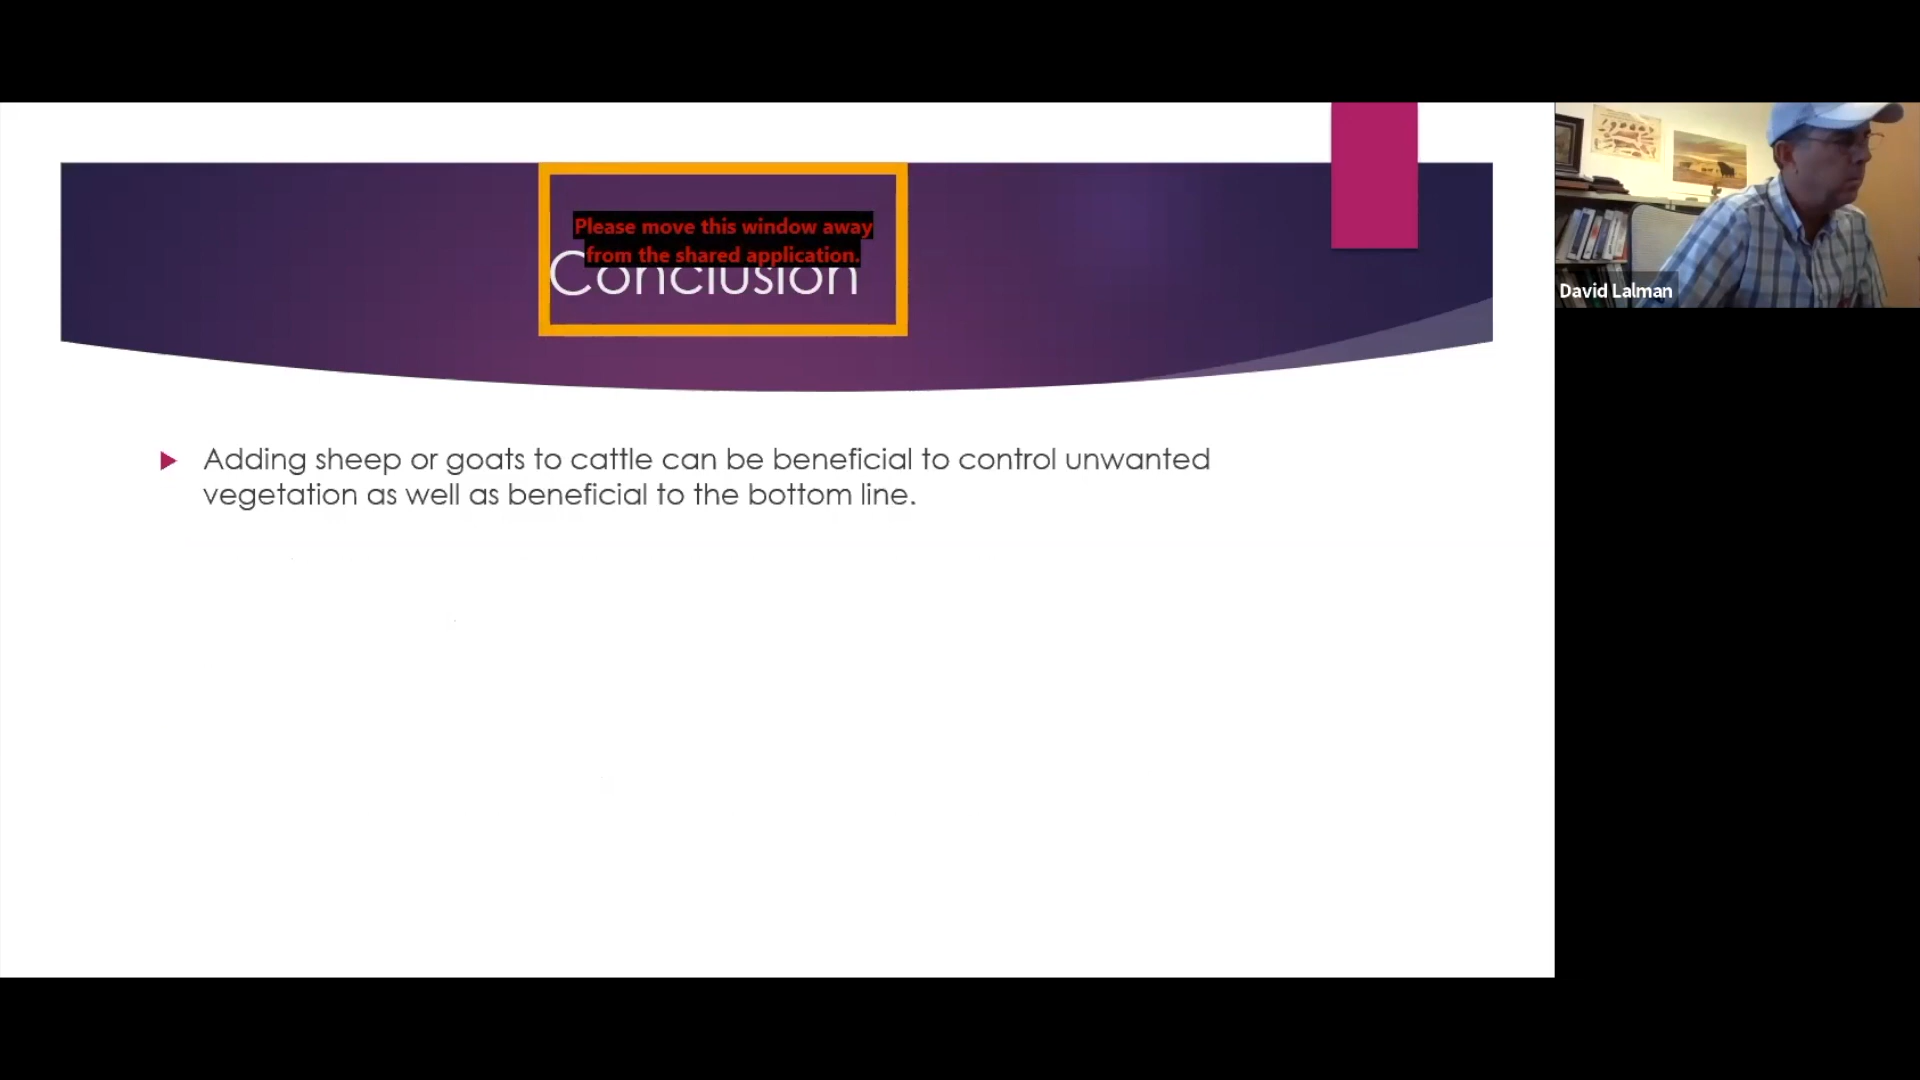 Please move this window away
from the shared application.
Conclusion
David Lalman
Adding sheep or goats to cattle can be beneficial to control unwanted
vegetation as well as beneficial to the bottom line.